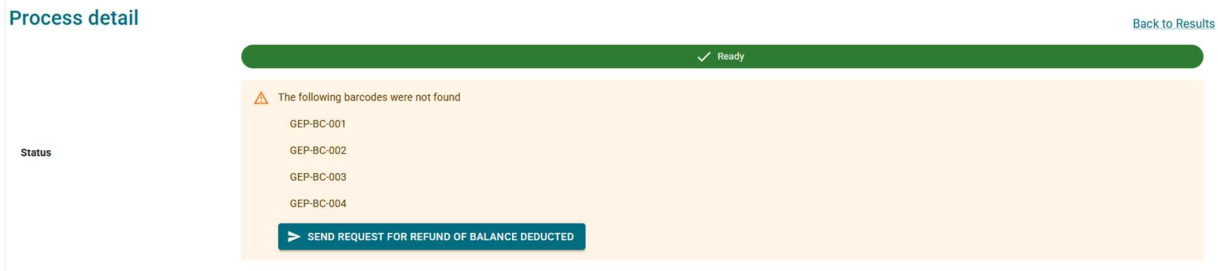 Process detail
Back to Results
Ready
The following barcodes were not found
GEP-BC-001
GEP-BC-002
Status
GEP-BC-003
GEP-BC-004
SEND REQUEST FOR REFUND OF BALANCE DEDUCTED